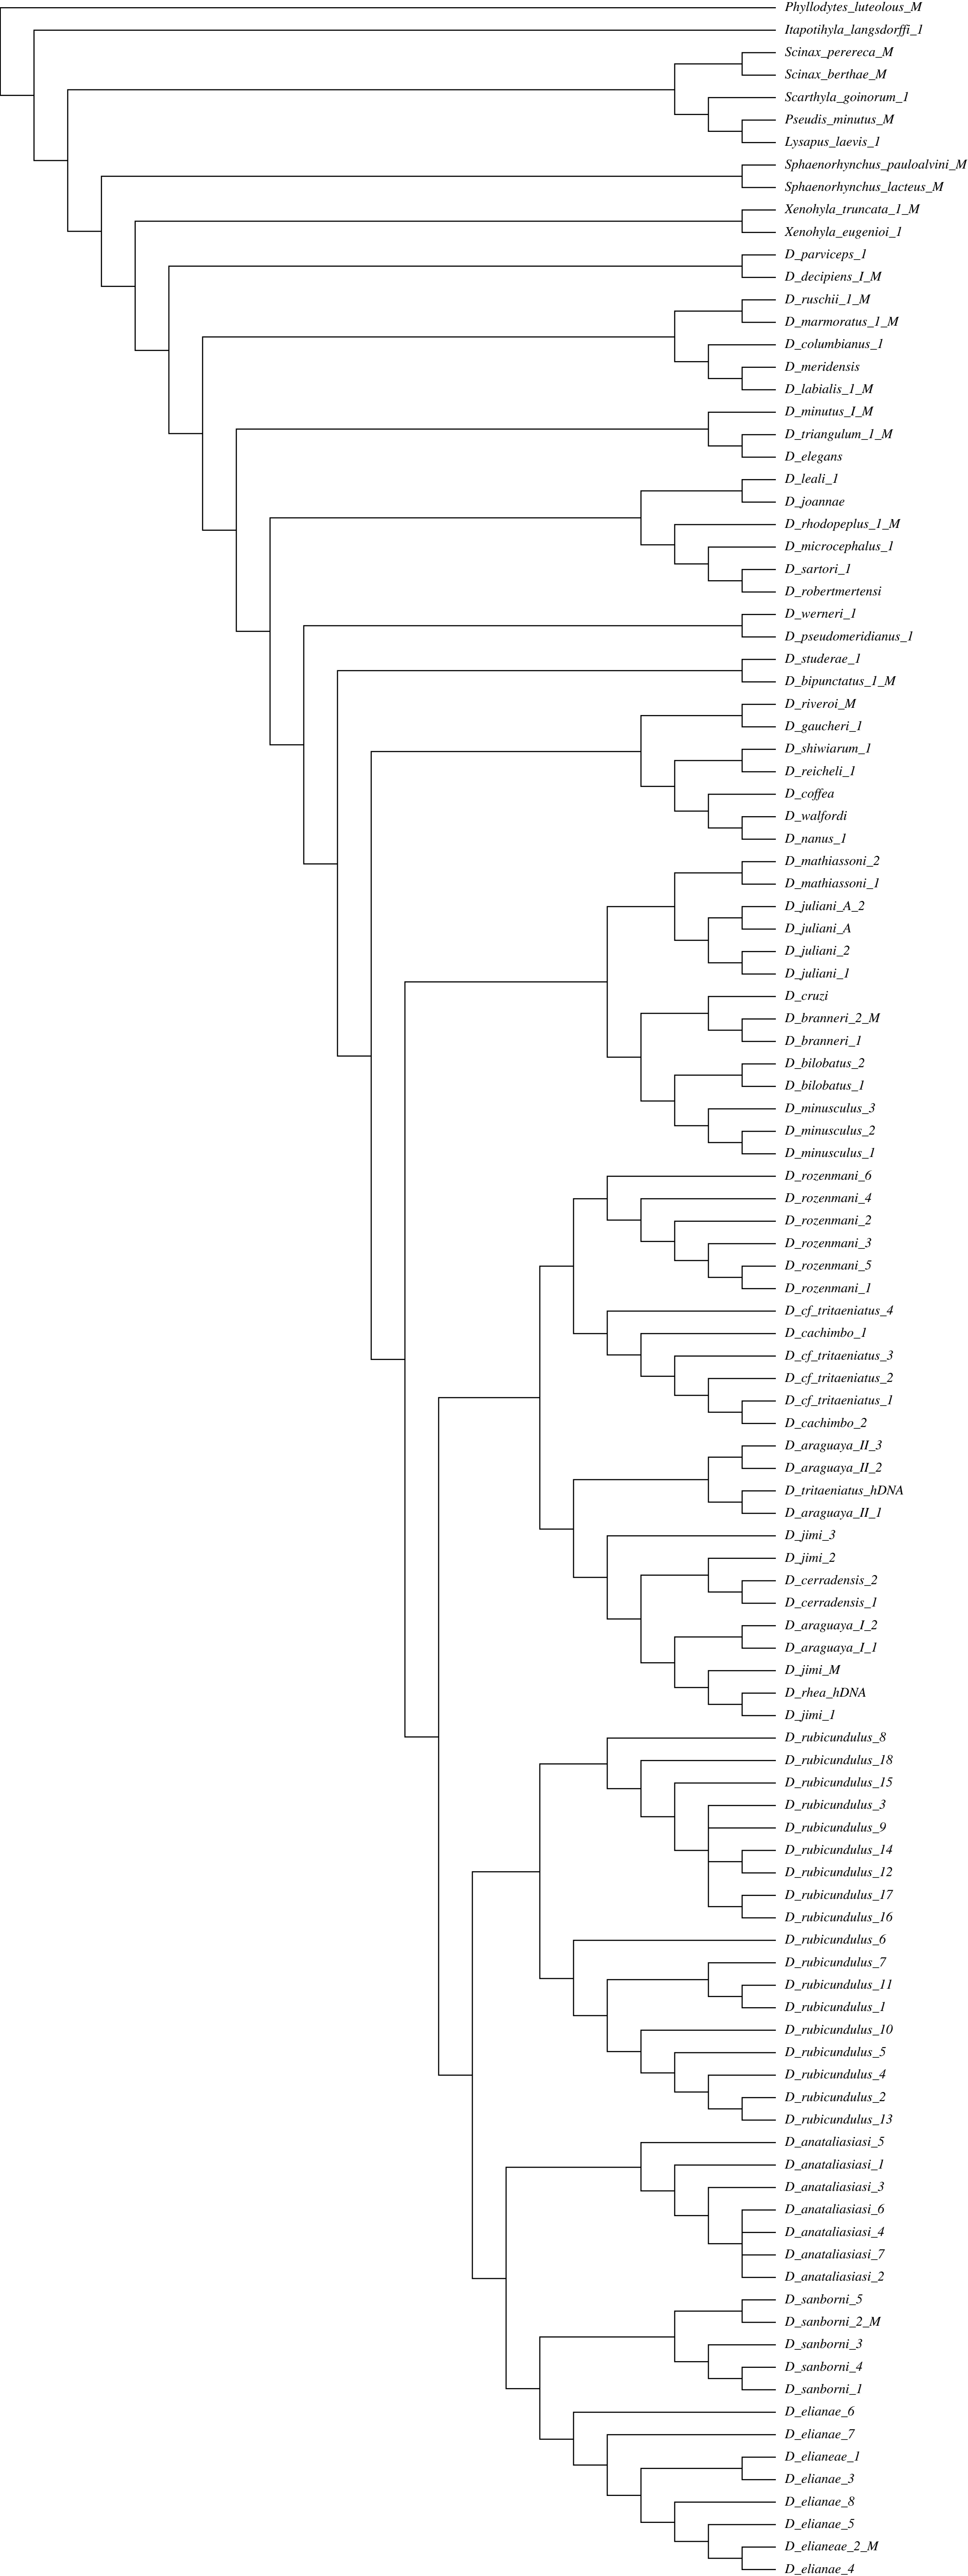 Phyllodytes_luteolous_M
Itapotihyla_langsdorffi_1
Scinax_perereca_M
Scinax_berthae_M
Scarthyla_goinorum_1
Pseudis_minutus_M
Lysapus_laevis_1
Sphaenorhynchus_pauloalvini_M
Sphaenorhynchus_lacteus_M
Xenohyla_truncata_1_M
Xenohyla_eugenioi_1
D_parviceps_1
D_decipiens_I_M
D_ruschii_1_M
D_marmoratus_1_M
D_columbianus_1
D_meridensis
D_labialis_1_M
D_minutus_I_M
D_triangulum_1_M
D_elegans
D_leali_1
D_joannae
D_rhodopeplus_1_M
D_microcephalus_1
D_sartori_1
D_robertmertensi
D_werneri_1
D_pseudomeridianus_1
D_studerae_1
D_bipunctatus_1_M
D_riveroi_M
D_gaucheri_1
D_shiwiarum_1
D_reicheli_1
D_coffea
D_walfordi
D_nanus_1
D_mathiassoni_2
D_mathiassoni_1
D_juliani_A_2
D_juliani_A
D_juliani_2
D_juliani_1
D_cruzi
D_branneri_2_M
D_branneri_1
D_bilobatus_2
D_bilobatus_1
D_minusculus_3
D_minusculus_2
D_minusculus_1
D_rozenmani_6
D_rozenmani_4
D_rozenmani_2
D_rozenmani_3
D_rozenmani_5
D_rozenmani_1
D_cf_tritaeniatus_4
D_cachimbo_1
D_cf_tritaeniatus_3
D_cf_tritaeniatus_2
D_cf_tritaeniatus_1
D_cachimbo_2
D_araguaya_II_3
D_araguaya_II_2
D_tritaeniatus_hDNA
D_araguaya_II_1
D_jimi_3
D_jimi_2
D_cerradensis_2
D_cerradensis_1
D_araguaya_I_2
D_araguaya_I_1
D_jimi_M
D_rhea_hDNA
D_jimi_1
D_rubicundulus_8
D_rubicundulus_18
D_rubicundulus_15
D_rubicundulus_3
D_rubicundulus_9
D_rubicundulus_14
D_rubicundulus_12
D_rubicundulus_17
D_rubicundulus_16
D_rubicundulus_6
D_rubicundulus_7
D_rubicundulus_11
D_rubicundulus_1
D_rubicundulus_10
D_rubicundulus_5
D_rubicundulus_4
D_rubicundulus_2
D_rubicundulus_13
D_anataliasiasi_5
D_anataliasiasi_1
D_anataliasiasi_3
D_anataliasiasi_6
D_anataliasiasi_4
D_anataliasiasi_7
D_anataliasiasi_2
D_sanborni_5
D_sanborni_2_M
D_sanborni_3
D_sanborni_4
D_sanborni_1
D_elianae_6
D_elianae_7
D_elianeae_1
D_elianae_3
D_elianae_8
D_elianae_5
D_elianeae_2_M
D_elianae_4